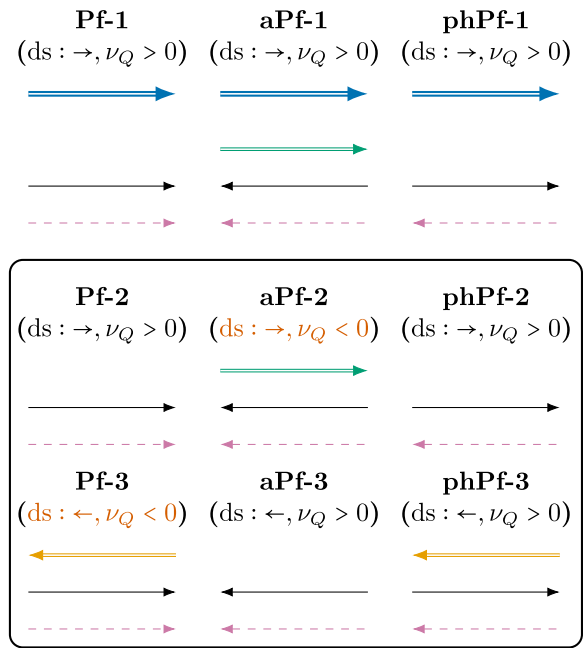 Pf-1 aPf-1 phPf-1
(ds : →, ν_Q > 0) (ds : →, ν_Q > 0) (ds : →, ν_Q > 0)
Pf-2 aPf-2 phPf-2
(ds : →, ν_Q > 0) (ds : →, ν_Q < 0) (ds : →, ν_Q > 0)
Pf-3 aPf-3 phPf-3
(ds : ←, ν_Q < 0) (ds : ←, ν_Q > 0) (ds : ←, ν_Q > 0)